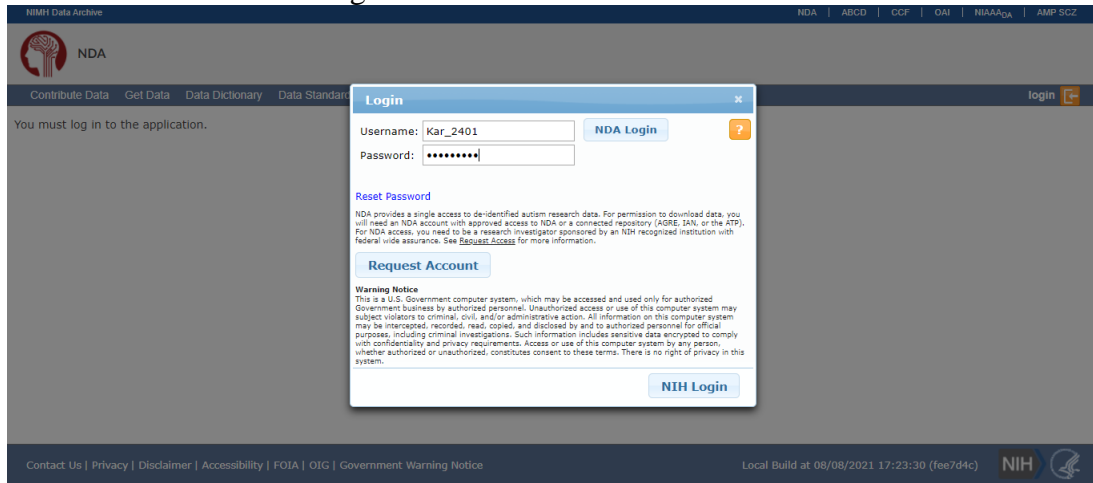 NIMH Data Archive
NDA | ABCD | CCF | OAI | NIAAADA | AMP SCZ
NDA
Contribute Data Get Data Data Dictionary Data Standard
login
You must log in to the application.
Login
×
Username: Kar_2401
NDA Login
?
Password: •••••••••
Reset Password
NDA provides a single access to de-identified autism research data. For permission to download data, you
will need an NDA account with approved access to NDA or a connected repository (AGRE, IAN, or the ATP).
For NDA access, you need to be a research investigator sponsored by an NIH recognized institution with
federal wide assurance. See Request Access for more information.
Request Account
Warning Notice
This is a U.S. Government computer system, which may be accessed and used only for authorized
Government business by authorized personnel. Unauthorized access or use of this computer system may
subject violators to criminal, civil, and/or administrative action. All information on this computer system
may be intercepted, recorded, read, copied, and disclosed by and to authorized personnel for official
purposes, including criminal investigations. Such information includes sensitive data encrypted to comply
with confidentiality and privacy requirements. Access or use of this computer system by any person,
whether authorized or unauthorized, constitutes consent to these terms. There is no right of privacy in this
system.
NIH Login
Contact Us | Privacy | Disclaimer | Accessibility | FOIA | OIG | Government Warning Notice
Local Build at 08/08/2021 17:23:30 (fee7d4c)
NIH